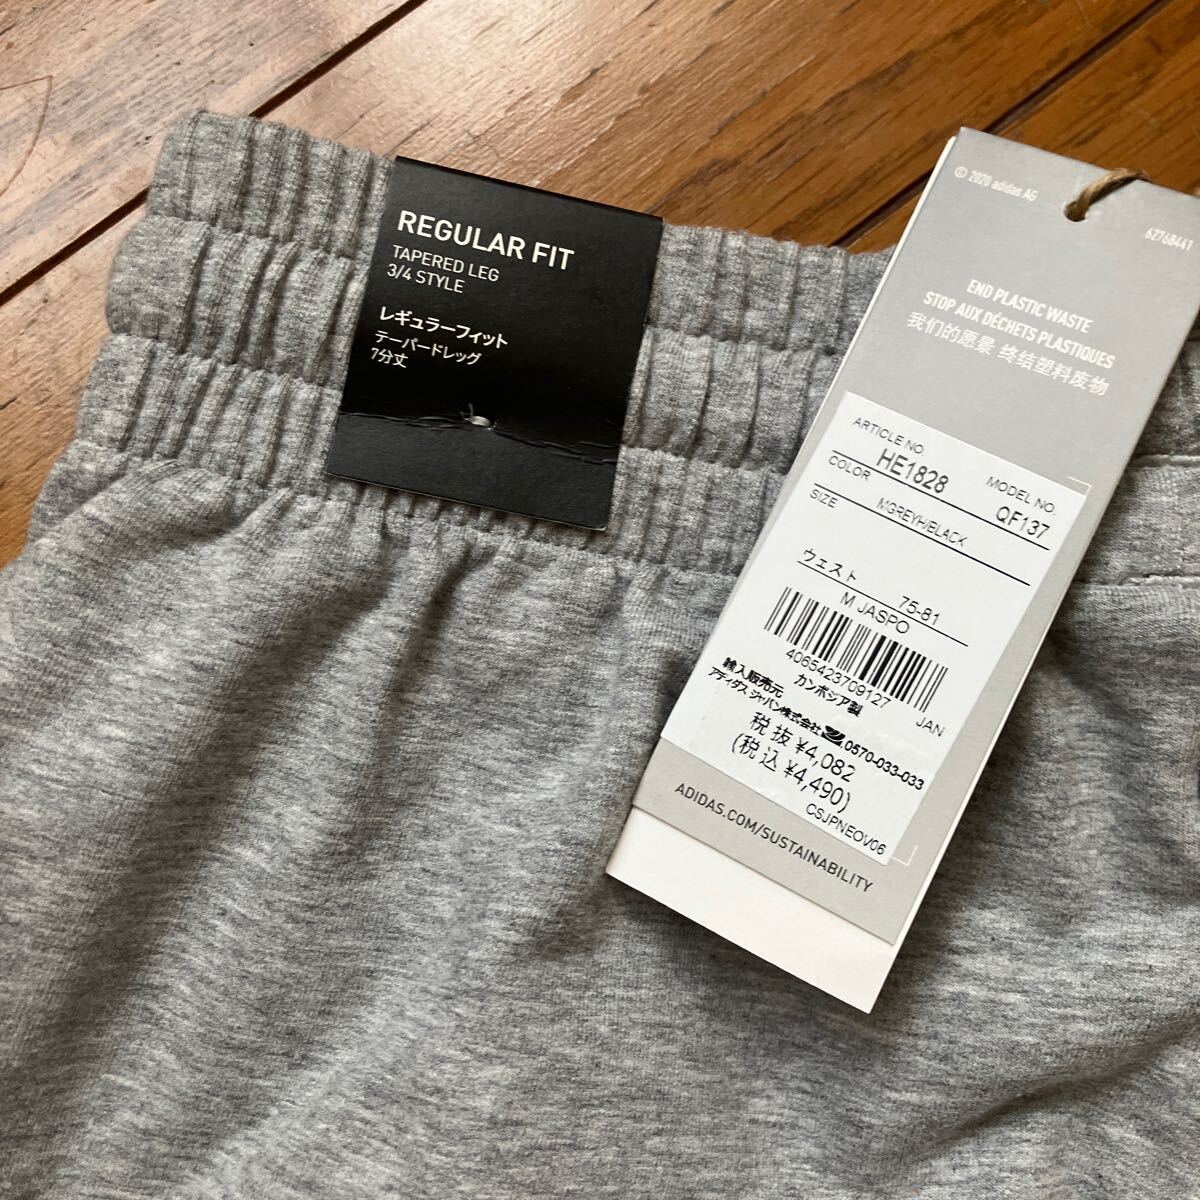 REGULAR FIT
TAPERED LEG
3/4 STYLE
レギュラーフィット
テーパードレッグ
7分丈
© 2020 adidas AG
62768441
END PLASTIC WASTE
STOP AUX DÉCHETS PLASTIQUES
我们的愿景 终结塑料废物
ARTICLE NO. MODEL NO.
HE1828 QF137
COLOR MGREYH/BLACK
SIZE
ウェスト 75-81
M JASPO
4065423709127 JAN
カンボジア製
輸入販売元
アディダス ジャパン株式会社 0570-033-033
税抜 ¥4,082
(税込 ¥4,490)
CSJPNEOV06
ADIDAS.COM/SUSTAINABILITY